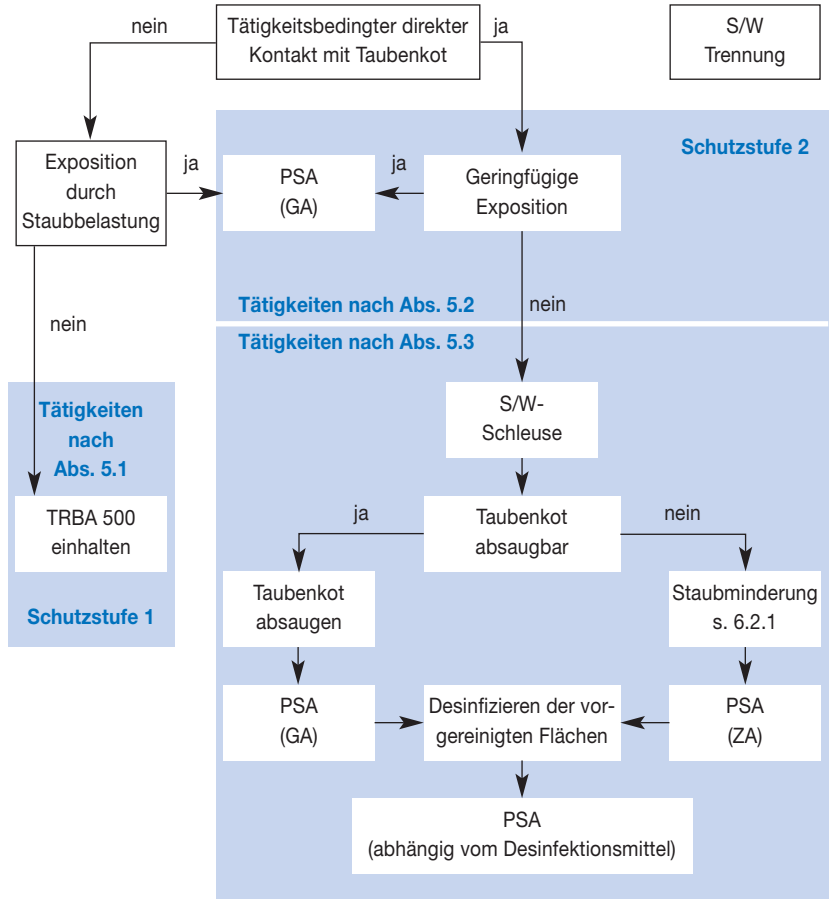 nein
Tätigkeitsbedingter direkter
Kontakt mit Taubenkot
ja
S/W
Trennung
Schutzstufe 2
Exposition
durch
Staubbelastung
ja
PSA
(GA)
ja
Geringfügige
Exposition
Tätigkeiten nach Abs. 5.2
nein
nein
Tätigkeiten nach Abs. 5.3
Tätigkeiten
nach
Abs. 5.1
S/W-
Schleuse
TRBA 500
einhalten
ja
Taubenkot
absaugbar
nein
Schutzstufe 1
Taubenkot
absaugen
Staubminderung
s. 6.2.1
PSA
(GA)
Desinfizieren der vor-
gereinigten Flächen
PSA
(ZA)
PSA
(abhängig vom Desinfektionsmittel)